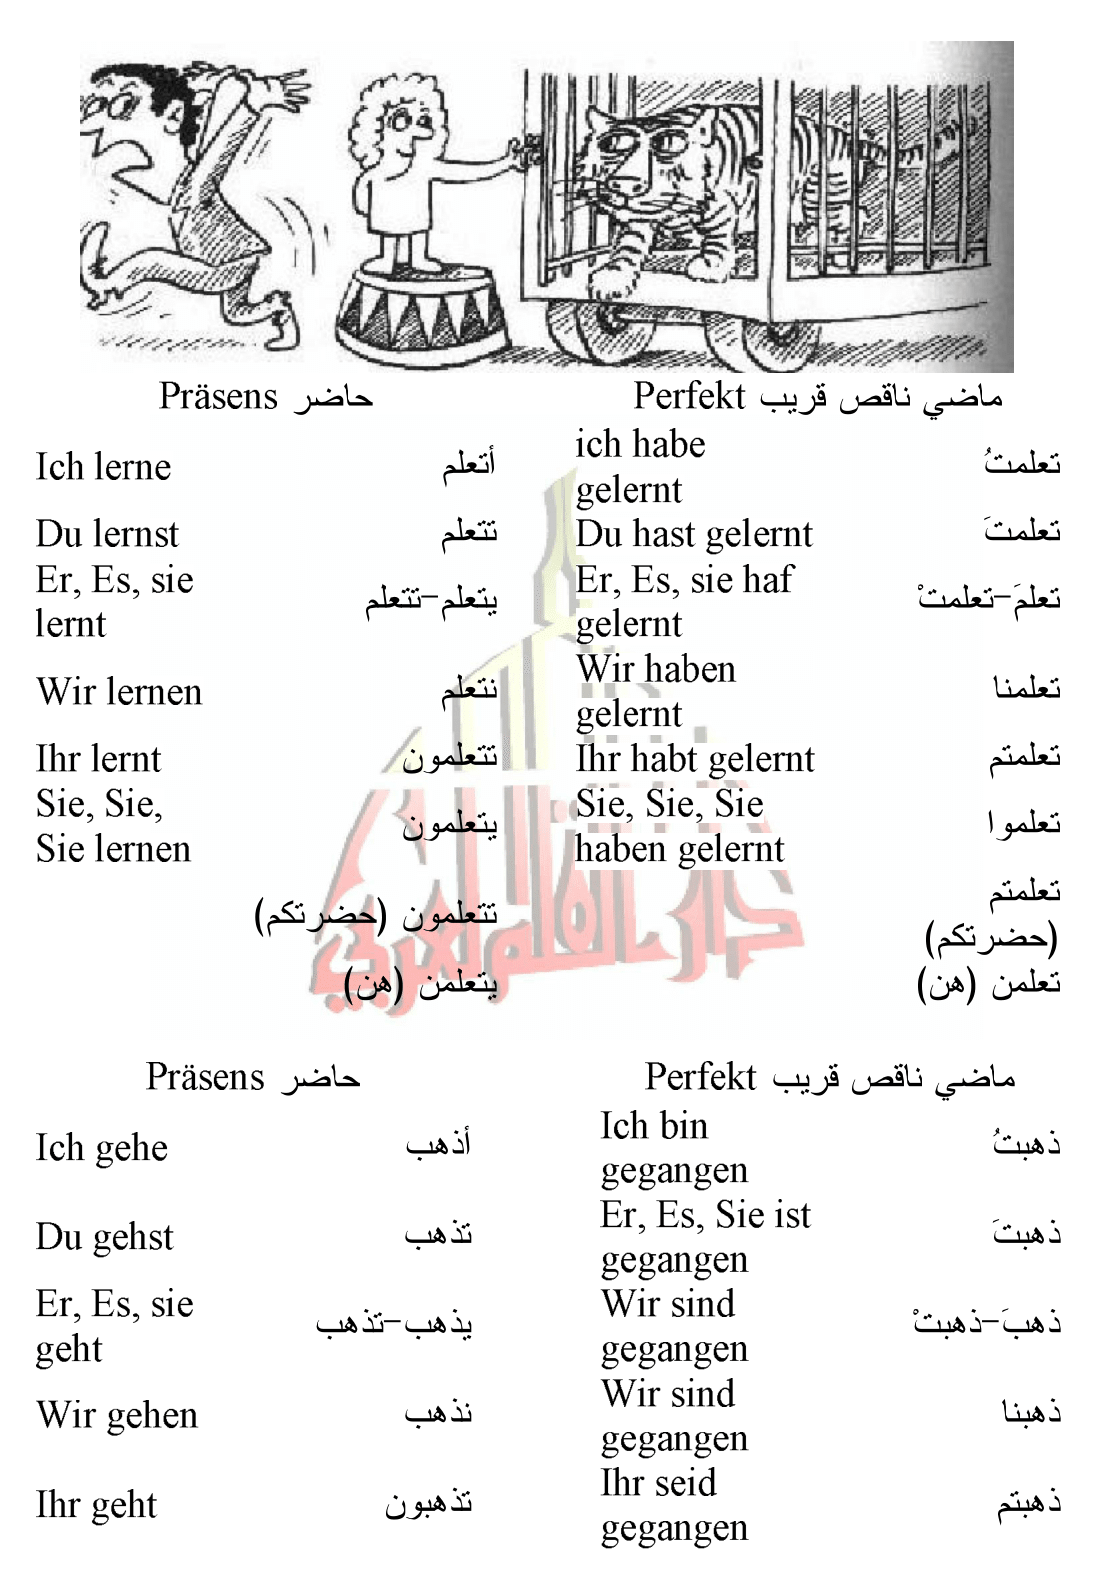 Präsens حاضر Perfekt ماضي ناقص قريب
Ich lerne أتعلم ich habe gelernt تعلمتُ
Du lernst تتعلم Du hast gelernt تعلمتَ
Er, Es, sie lernt يتعلم-تتعلم Er, Es, sie haf gelernt تعلمَ-تعلمتْ
Wir lernen نتعلم Wir haben gelernt تعلمنا
Ihr lernt تتعلمون Ihr habt gelernt تعلمتم
Sie, Sie, Sie lernen يتعلمون Sie, Sie, Sie haben gelernt تعلموا
تتعلمون (حضرتكم) تعلمتم (حضرتكم)
يتعلمن (هن) تعلمن (هن)
دار القلم العربي
Präsens حاضر Perfekt ماضي ناقص قريب
Ich gehe أذهب Ich bin gegangen ذهبتُ
Du gehst تذهب Er, Es, Sie ist gegangen ذهبتَ
Er, Es, sie geht يذهب-تذهب Wir sind gegangen ذهبَ-ذهبتْ
Wir gehen نذهب Wir sind gegangen ذهبنا
Ihr geht تذهبون Ihr seid gegangen ذهبتم